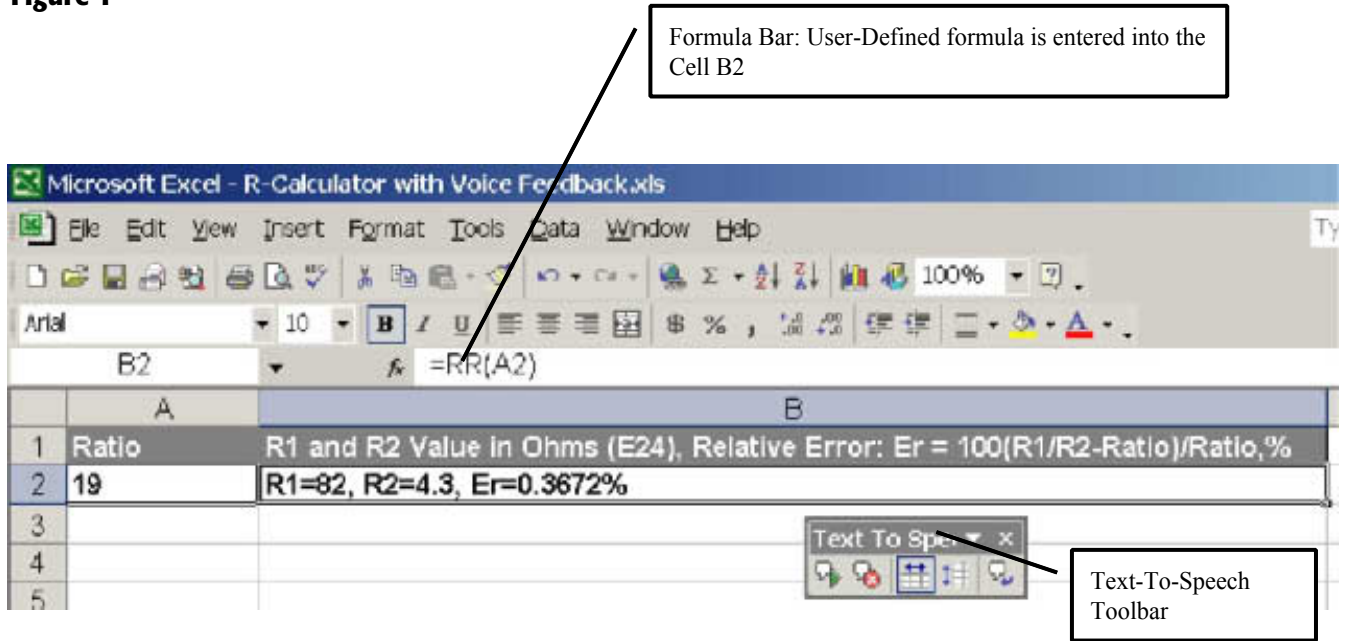 Figure 1
Formula Bar: User-Defined formula is entered into the
Cell B2
Microsoft Excel - R-Calculator with Voice Feedback.xls
File Edit View Insert Format Tools Data Window Help
100%
Arial 10 B I U $ % ,
B2 fx =RR(A2)
A B
1 Ratio R1 and R2 Value in Ohms (E24), Relative Error: Er = 100(R1/R2-Ratio)/Ratio,%
2 19 R1=82, R2=4.3, Er=0.3672%
3
4
5
Text To Spe
Text-To-Speech
Toolbar